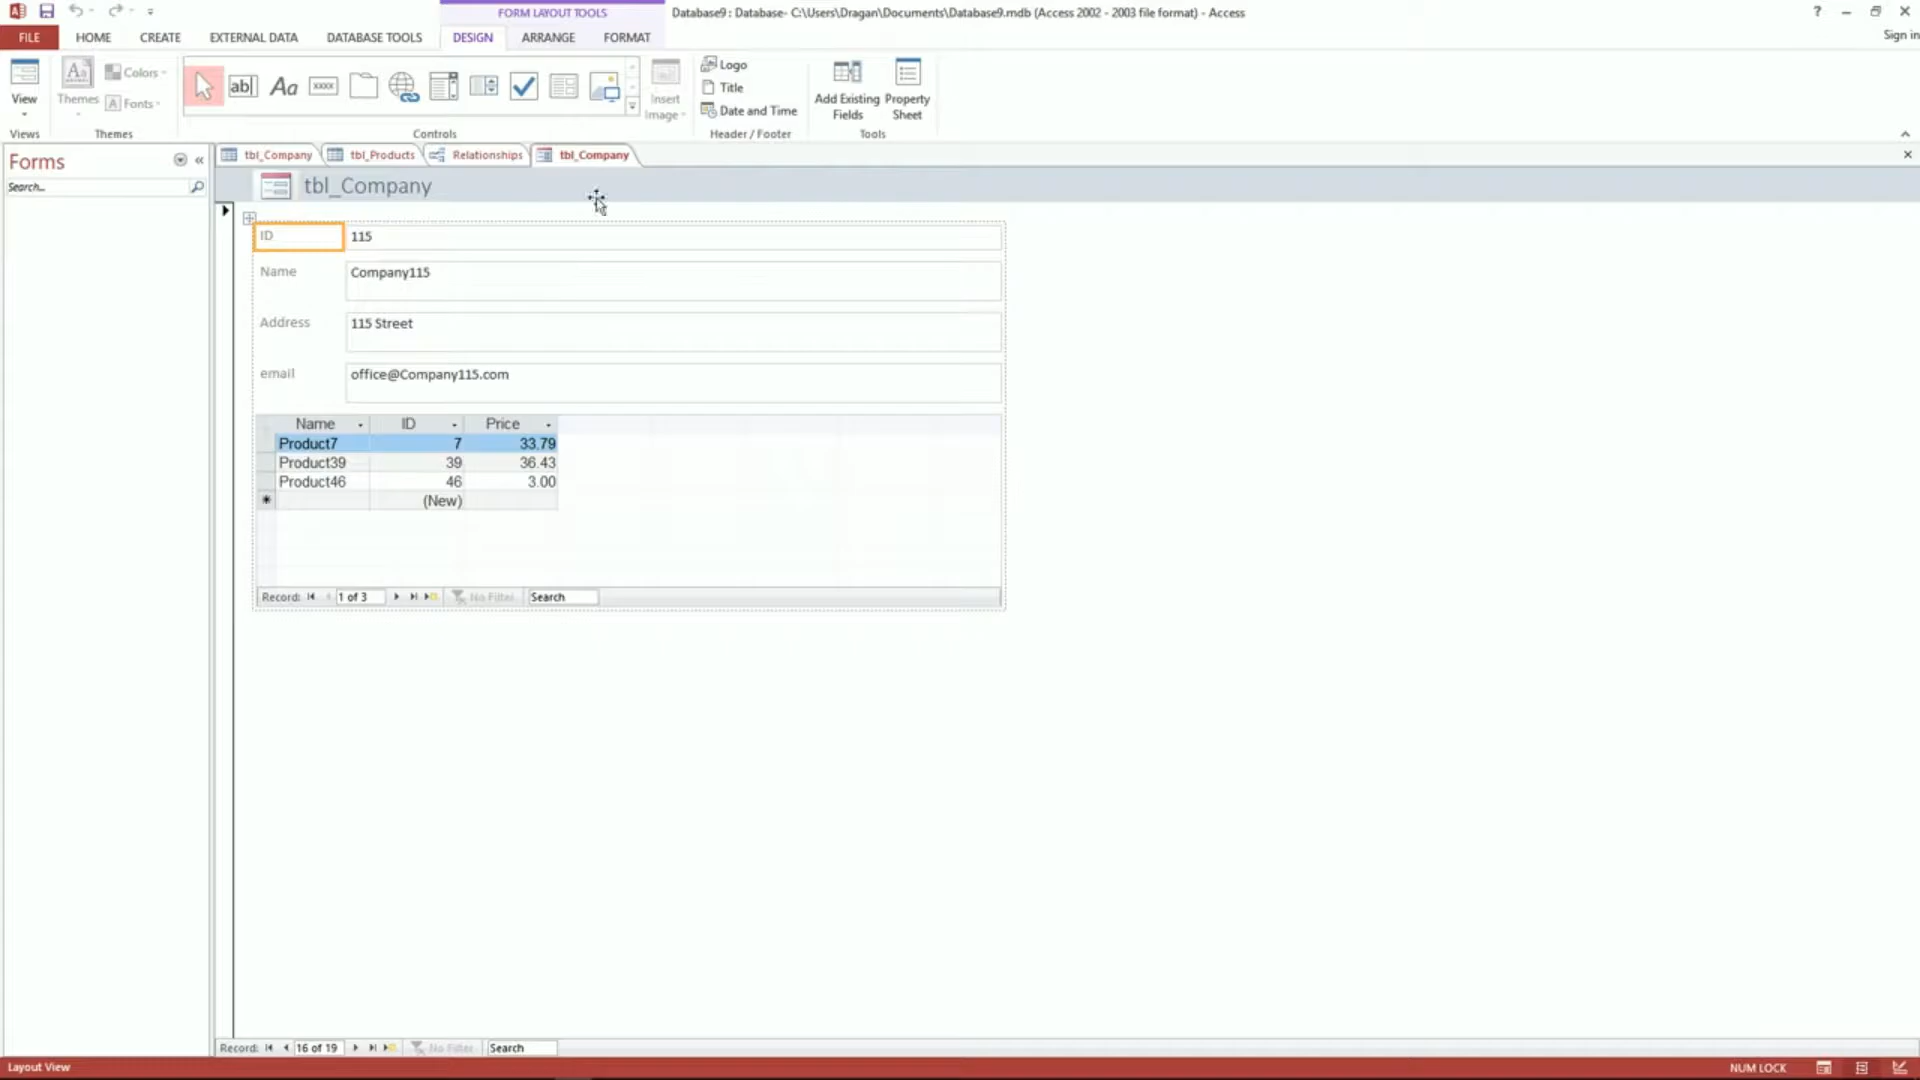 FORM LAYOUT TOOLS
Database9 : Database- C:\Users\Dragan\Documents\Database9.mdb (Access 2002 - 2003 file format) - Access
?
FILE
HOME
CREATE
EXTERNAL DATA
DATABASE TOOLS
DESIGN
ARRANGE
FORMAT
Sign in
View
Views
Aa
Themes
Colors
A Fonts
Themes
ab|
Aa
xxxx
Controls
Insert
Image
Logo
Title
Date and Time
Header / Footer
Add Existing
Fields
Property
Sheet
Tools
Forms
Search...
tbl_Company
tbl_Products
Relationships
tbl_Company
tbl_Company
ID 115
Name Company115
Address 115 Street
email office@Company115.com
Name ID Price
Product7 7 33.79
Product39 39 36.43
Product46 46 3.00
(New)
Record: 1 of 3 No Filter Search
Record: 16 of 19 No Filter Search
Layout View
NUM LOCK